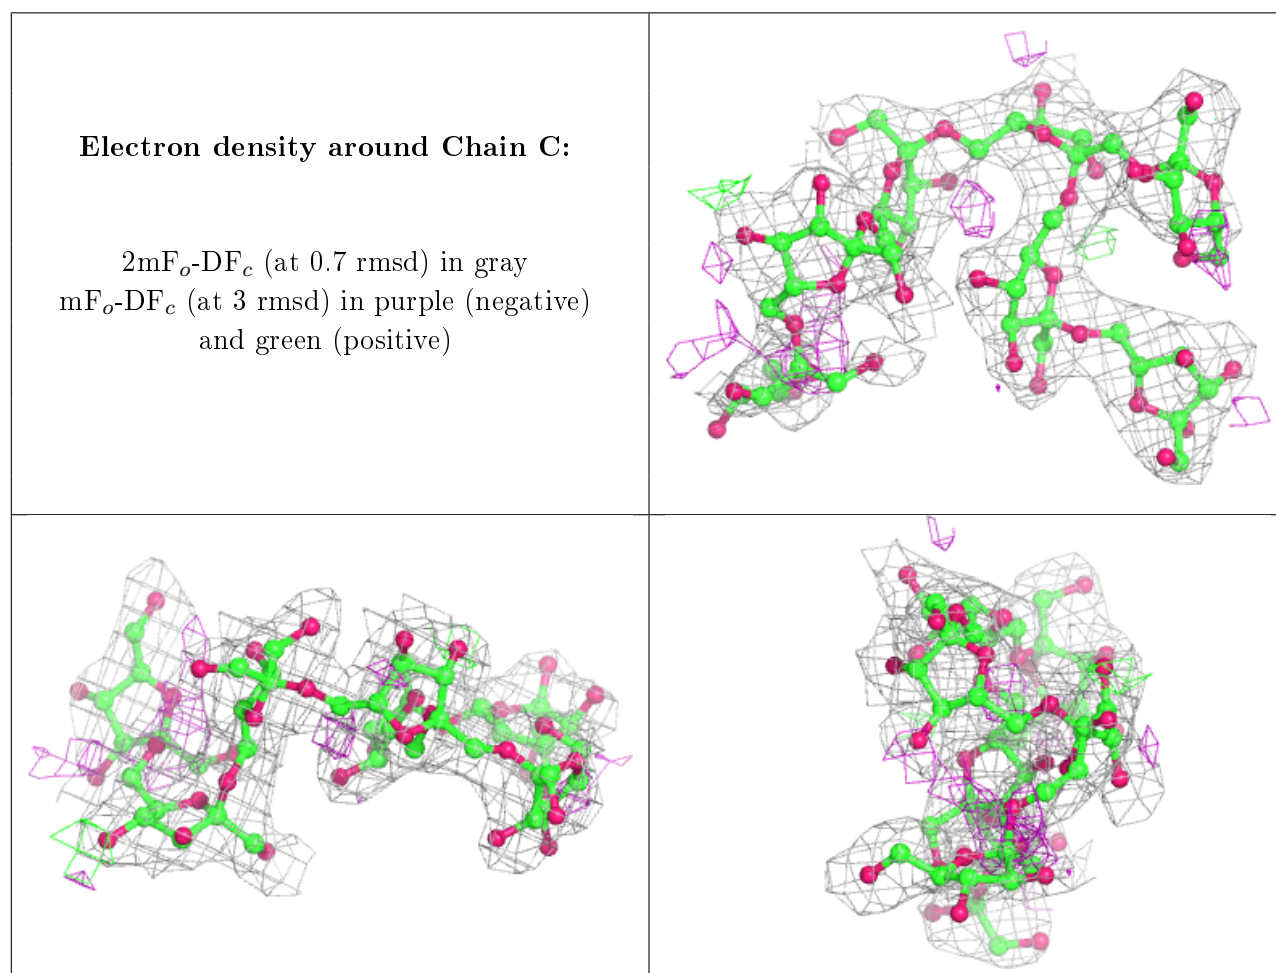 Electron density around Chain C:
2mFₒ-DF𝒸 (at 0.7 rmsd) in gray
mFₒ-DF𝒸 (at 3 rmsd) in purple (negative)
and green (positive)